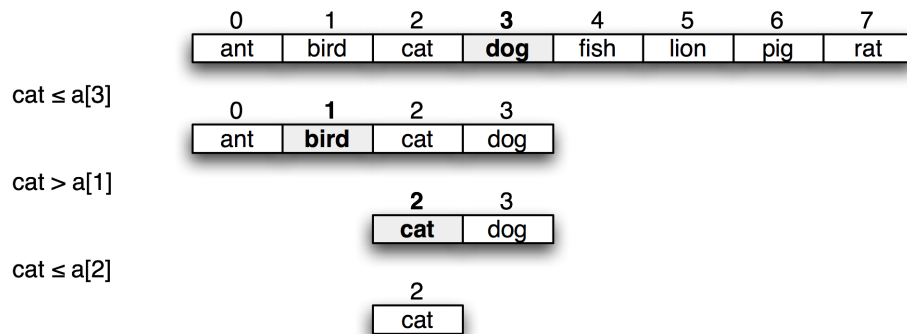 0 1 2 3 4 5 6 7
ant bird cat dog fish lion pig rat
cat ≤ a[3]
0 1 2 3
ant bird cat dog
cat > a[1]
2 3
cat dog
cat ≤ a[2]
2
cat